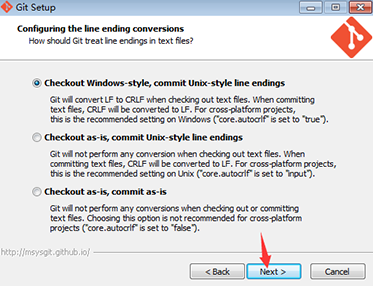 Git Setup
Configuring the line ending conversions
How should Git treat line endings in text files?
Checkout Windows-style, commit Unix-style line endings
Git will convert LF to CRLF when checking out text files. When committing
text files, CRLF will be converted to LF. For cross-platform projects,
this is the recommended setting on Windows ("core.autocrlf" is set to "true").
Checkout as-is, commit Unix-style line endings
Git will not perform any conversion when checking out text files. When
committing text files, CRLF will be converted to LF. For cross-platform projects,
this is the recommended setting on Unix ("core.autocrlf" is set to "input").
Checkout as-is, commit as-is
Git will not perform any conversions when checking out or committing
text files. Choosing this option is not recommended for cross-platform
projects ("core.autocrlf" is set to "false").
http://msysgit.github.io/
< Back
Next >
Cancel